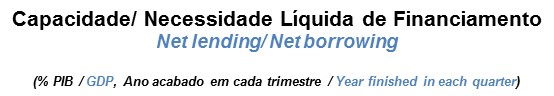 Capacidade/ Necessidade Líquida de Financiamento
Net lending/ Net borrowing
(% PIB / GDP, Ano acabado em cada trimestre / Year finished in each quarter)